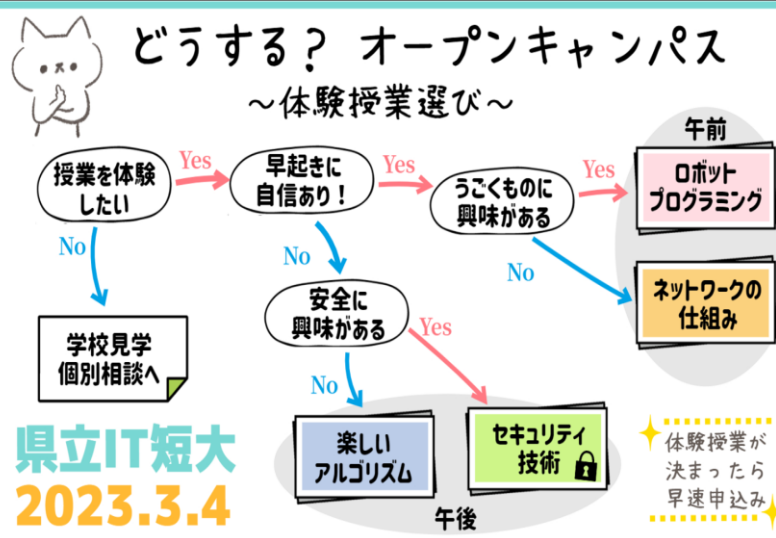 どうする? オープンキャンパス
～体験授業選び～
午前
授業を体験
したい
Yes
早起きに
自信あり!
Yes
うごくものに
興味がある
Yes
ロボット
プログラミング
No
No
No
ネットワークの
仕組み
安全に
興味がある
Yes
学校見学
個別相談へ
No
楽しい
アルゴリズム
セキュリティ
技術
午後
県立IT短大
2023.3.4
体験授業が
決まったら
早速申込み